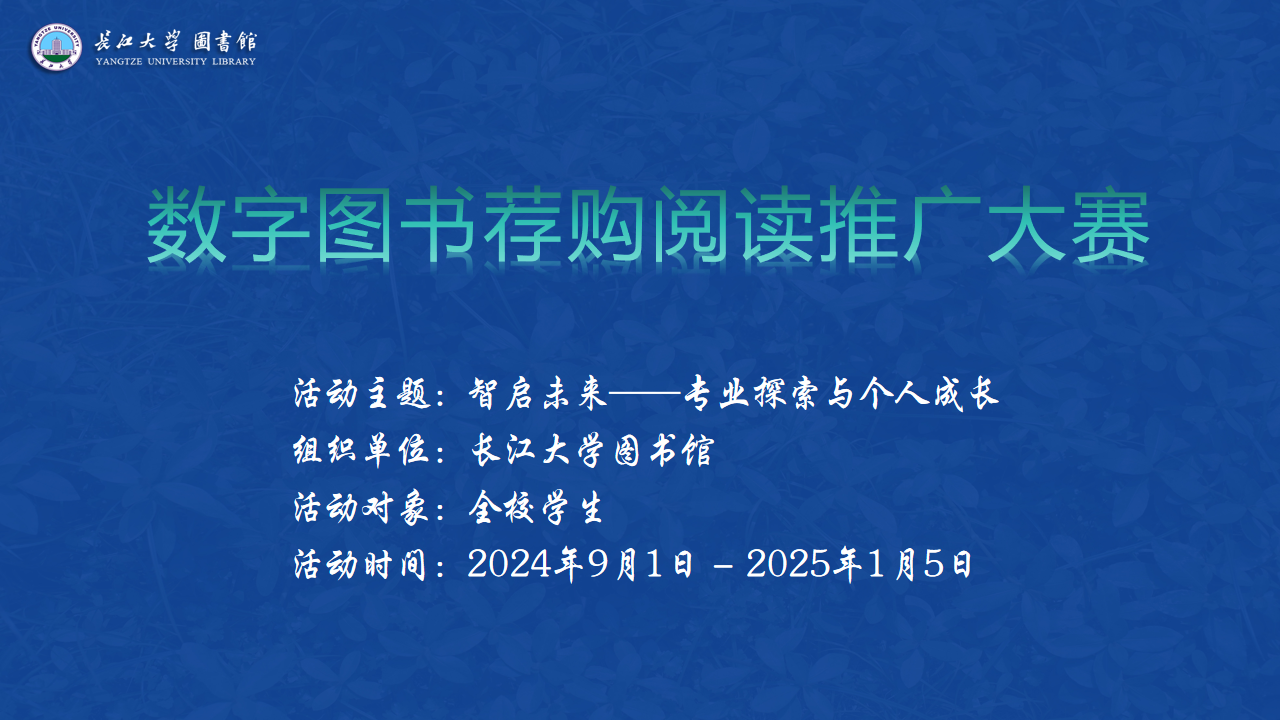 長江大学 圖書館
YANGTZE UNIVERSITY LIBRARY
数字图书荐购阅读推广大赛
活动主题：智启未来——专业探索与个人成长
组织单位：长江大学图书馆
活动对象：全校学生
活动时间：2024年9月1日 – 2025年1月5日